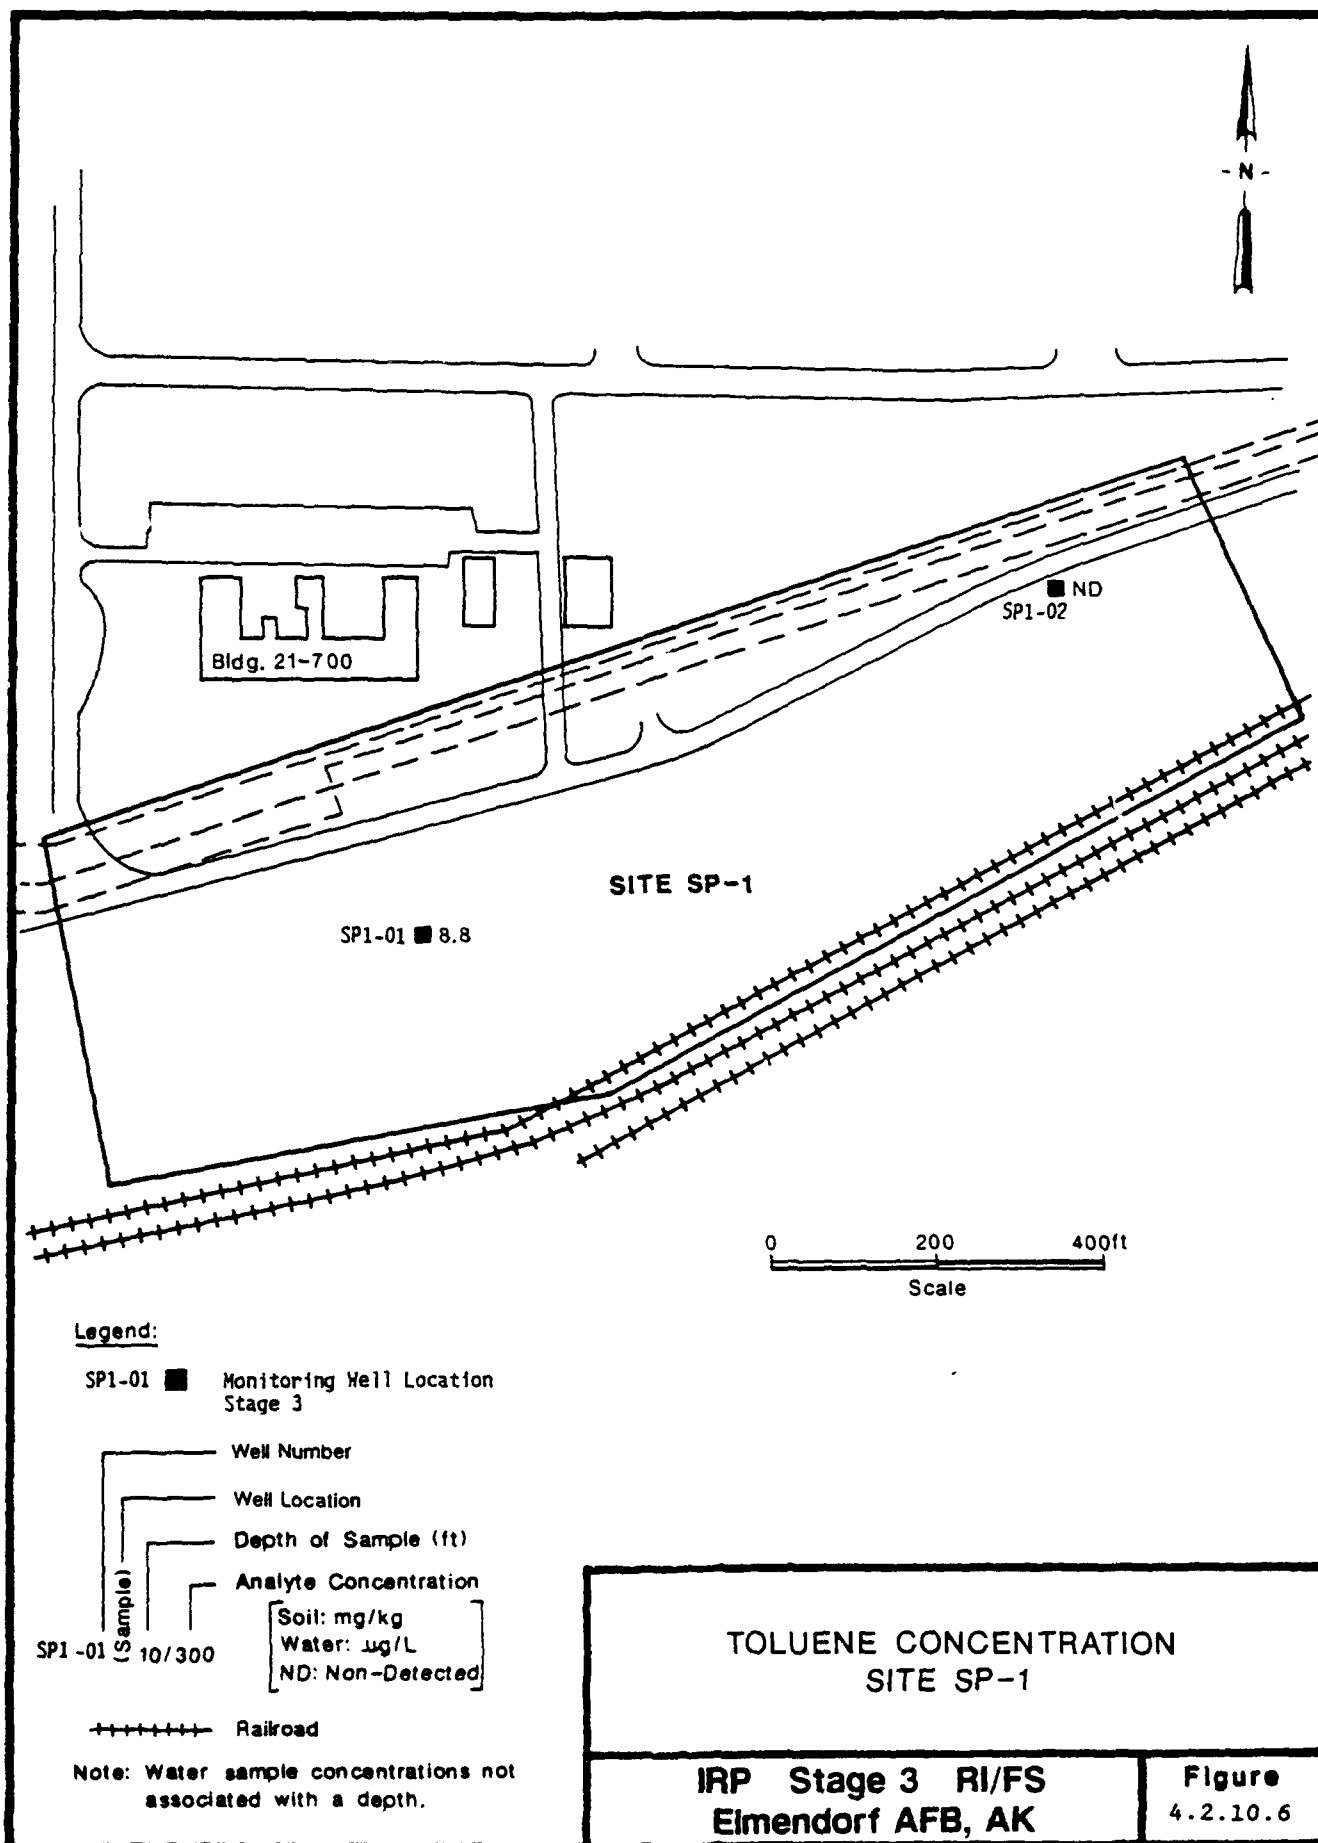 - N -
ND
SP1-02
Bldg. 21-700
SITE SP-1
SP1-01 8.8
0 200 400ft
Scale
Legend:
SP1-01 Monitoring Well Location
Stage 3
Well Number
Well Location
Depth of Sample (ft)
Analyte Concentration
Soil: mg/kg
Water: µg/L
ND: Non-Detected
SP1-01 (Sample) 10/300
Railroad
Note: Water sample concentrations not
associated with a depth.
TOLUENE CONCENTRATION
SITE SP-1
IRP Stage 3 RI/FS
Elmendorf AFB, AK
Figure
4.2.10.6